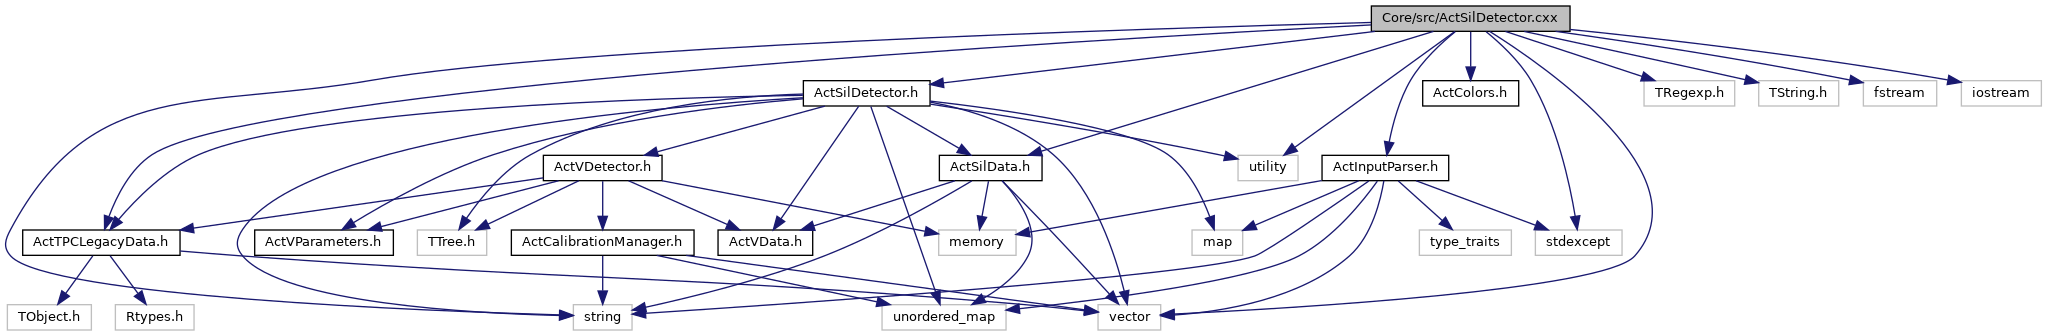 Core/src/ActSilDetector.cxx
ActSilDetector.h
ActColors.h
TRegexp.h
TString.h
fstream
iostream
ActVDetector.h
ActSilData.h
utility
ActInputParser.h
ActTPCLegacyData.h
ActVParameters.h
TTree.h
ActCalibrationManager.h
ActVData.h
memory
map
type_traits
stdexcept
TObject.h
Rtypes.h
string
unordered_map
vector